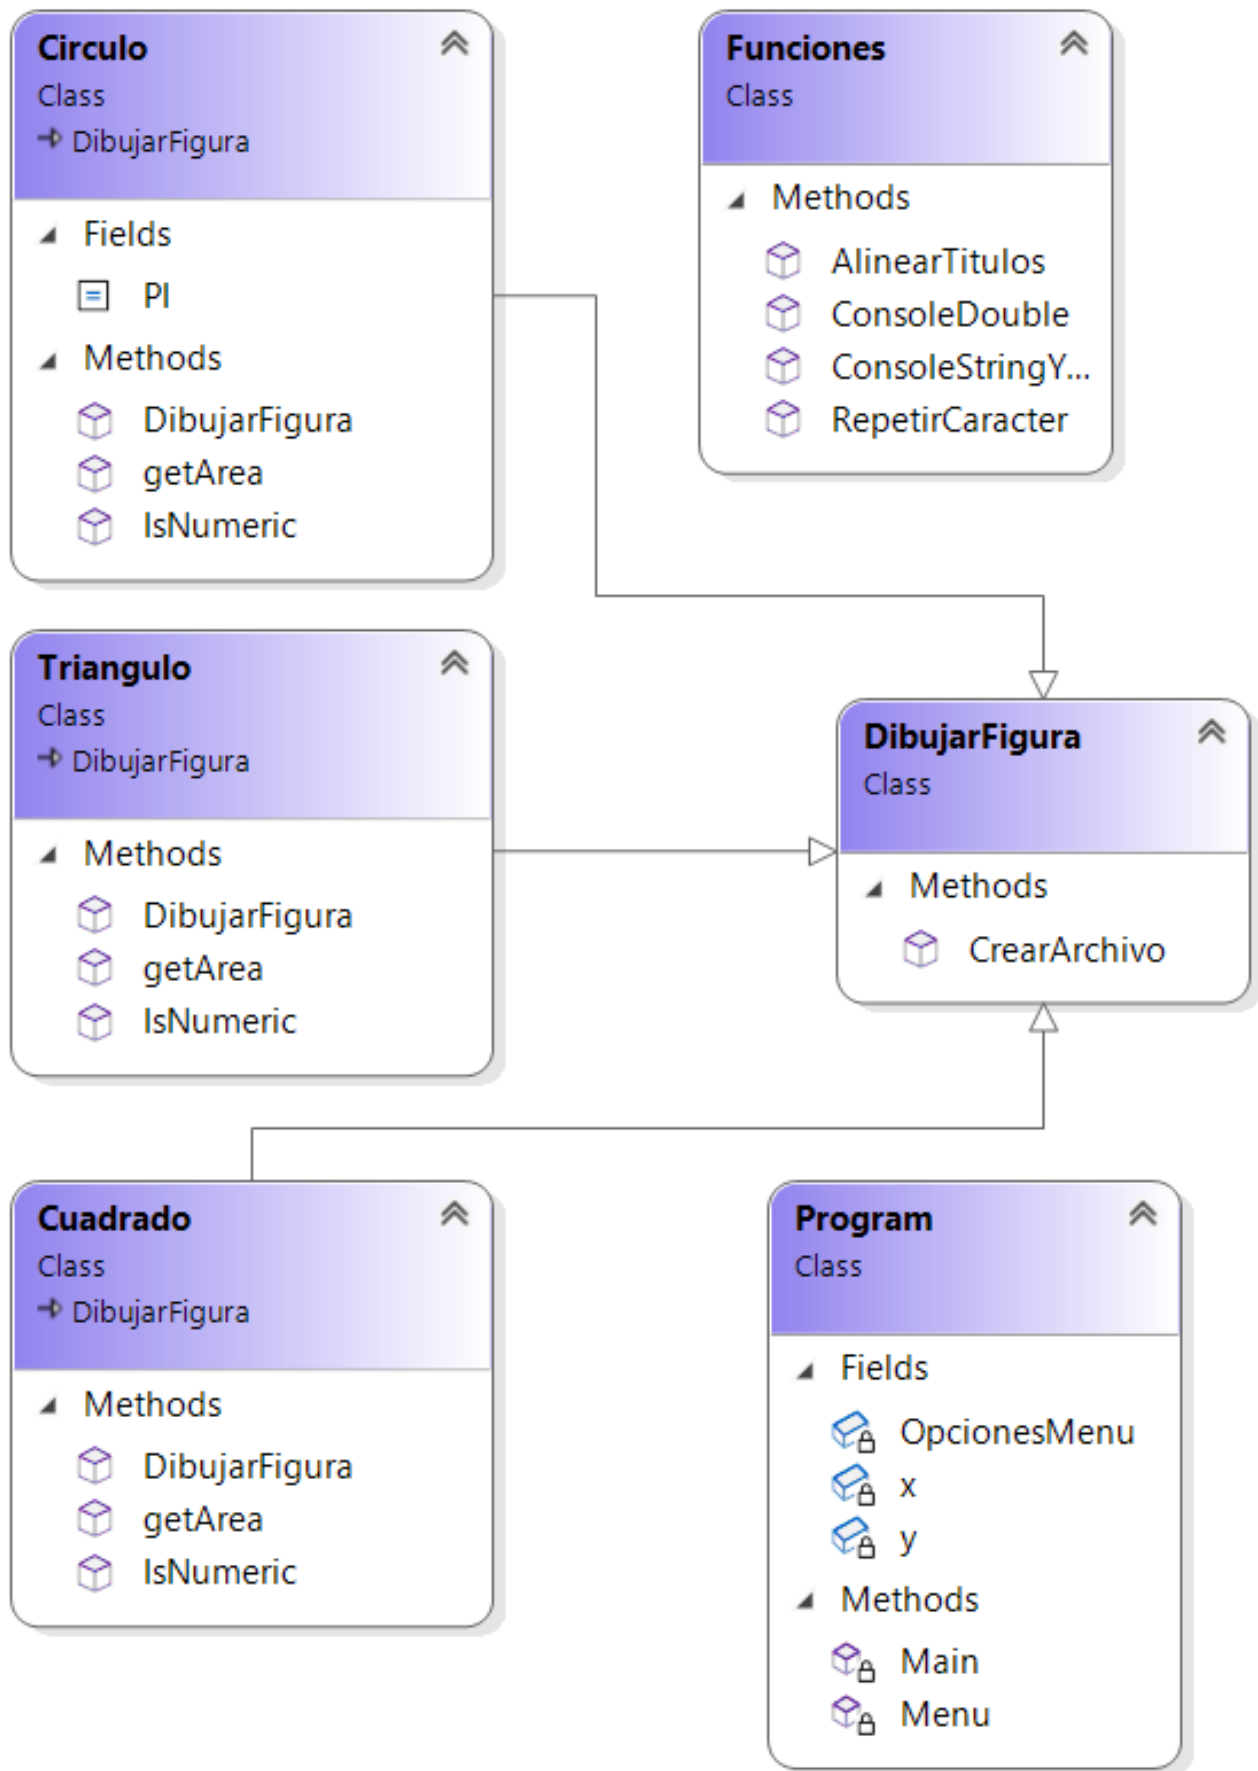 Circulo
Class
DibujarFigura
Fields
PI
Methods
DibujarFigura
getArea
IsNumeric
Funciones
Class
Methods
AlinearTitulos
ConsoleDouble
ConsoleStringY...
RepetirCaracter
Triangulo
Class
DibujarFigura
Methods
DibujarFigura
getArea
IsNumeric
DibujarFigura
Class
Methods
CrearArchivo
Cuadrado
Class
DibujarFigura
Methods
DibujarFigura
getArea
IsNumeric
Program
Class
Fields
OpcionesMenu
x
y
Methods
Main
Menu